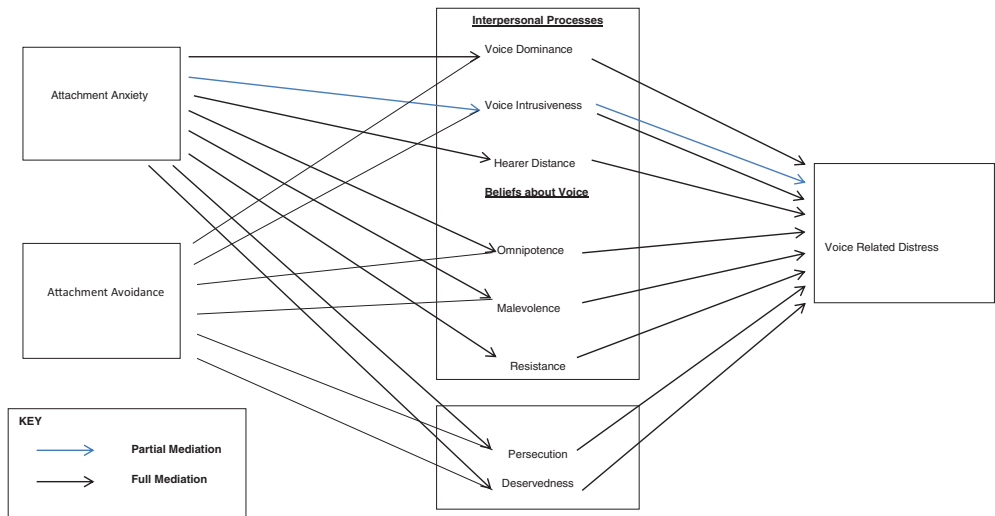 Interpersonal Processes
Voice Dominance
Attachment Anxiety
Voice Intrusiveness
Hearer Distance
Beliefs about Voice
Omnipotence
Voice Related Distress
Attachment Avoidance
Malevolence
Resistance
KEY
Partial Mediation
Full Mediation
Persecution
Deservedness